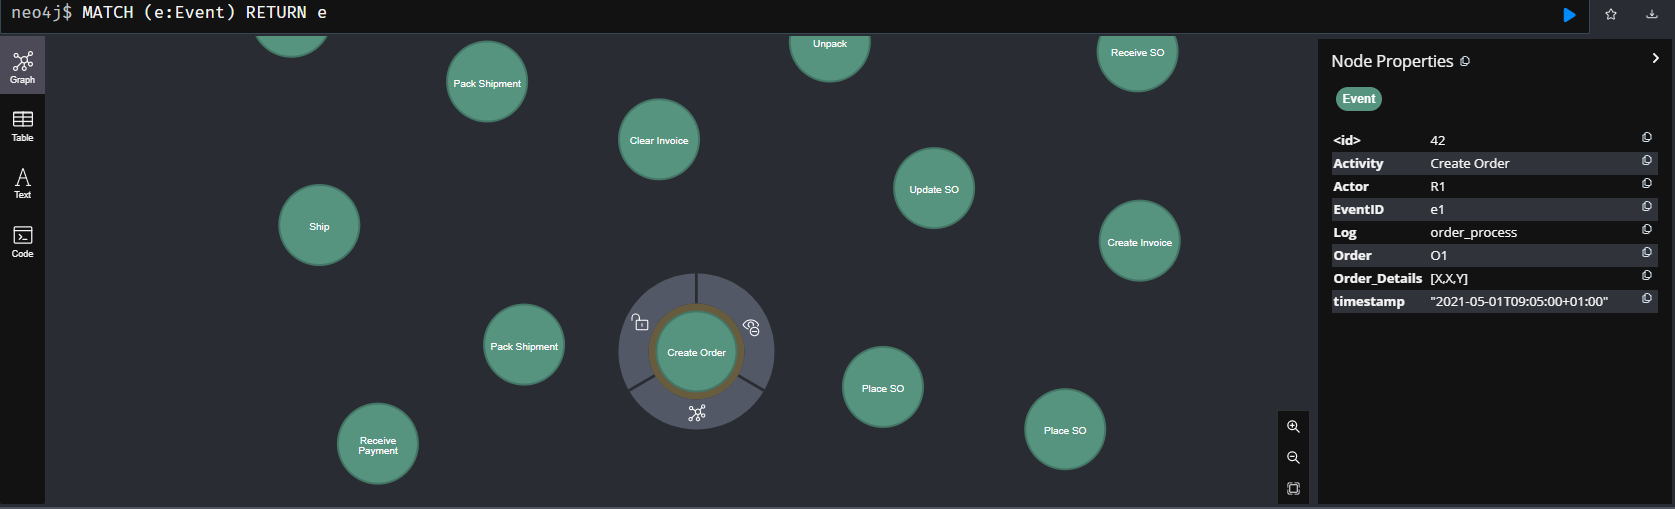 neo4j$ MATCH (e:Event) RETURN e
Graph
Table
Text
Code
Pack Shipment
Unpack
Receive SO
Clear Invoice
Update SO
Ship
Create Invoice
Pack Shipment
Create Order
Place SO
Place SO
Receive
Payment
Node Properties
Event
<id> 42
Activity Create Order
Actor R1
EventID e1
Log order_process
Order O1
Order_Details [X,X,Y]
timestamp "2021-05-01T09:05:00+01:00"